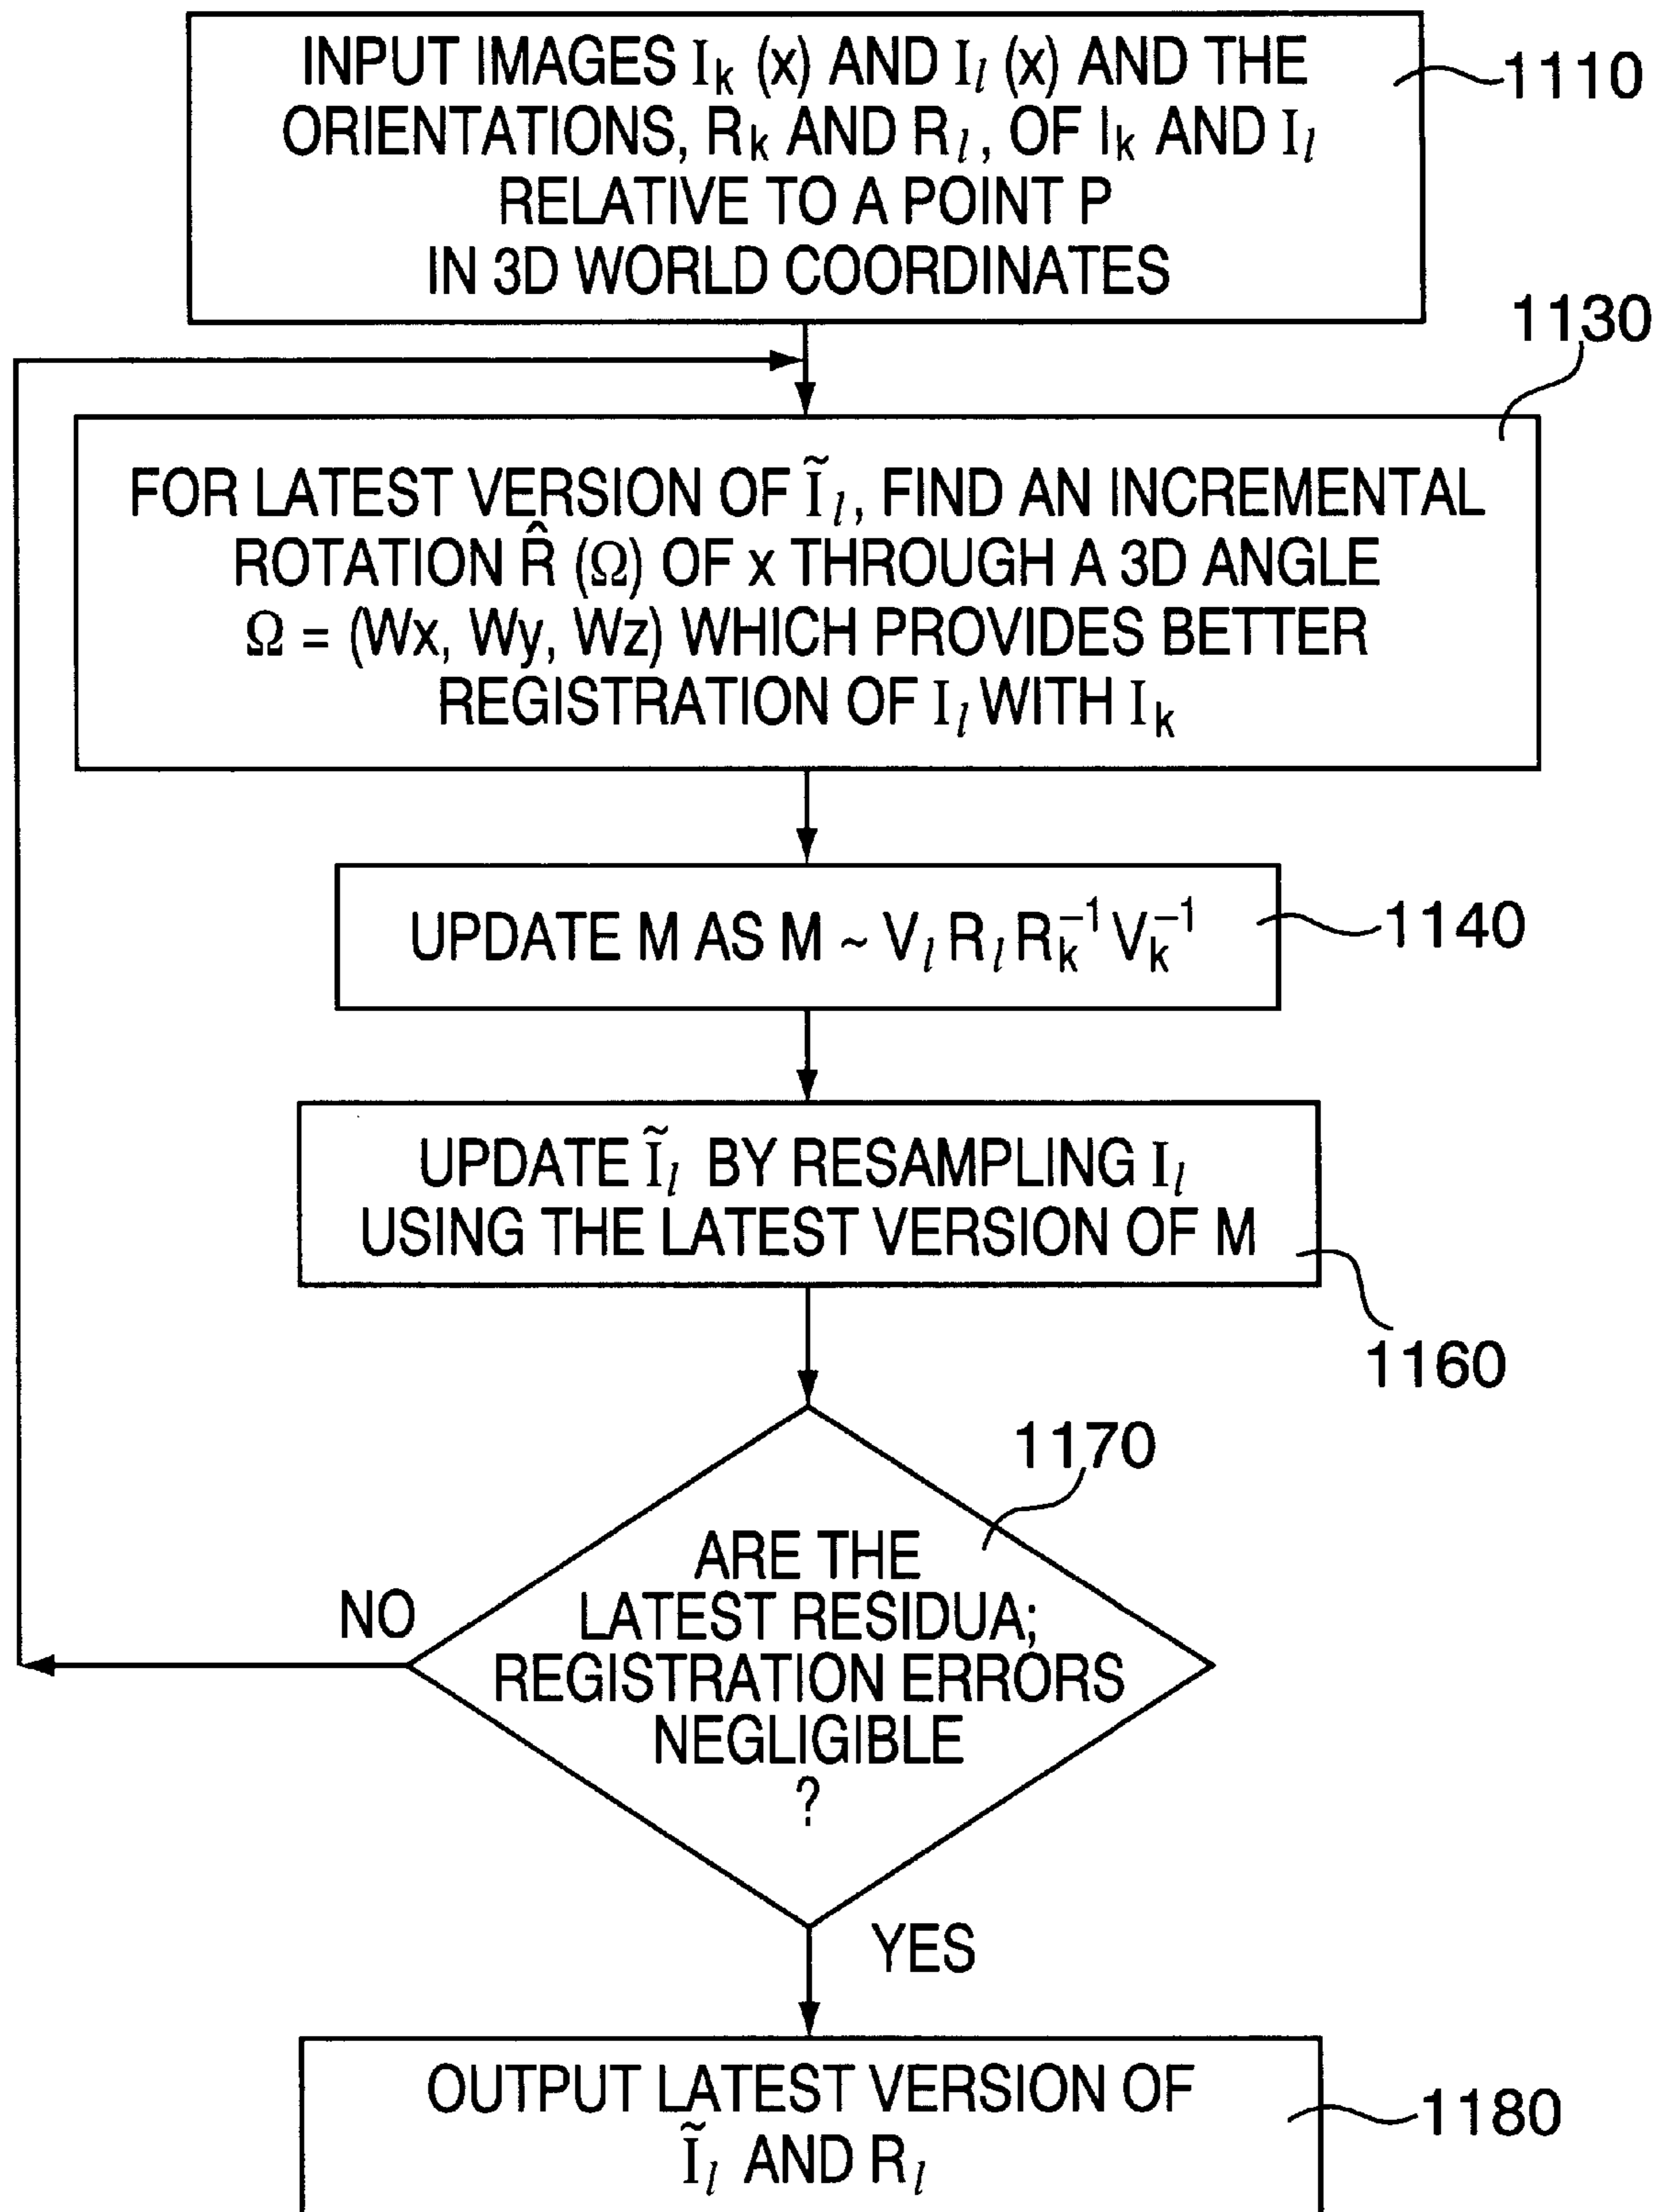 INPUT IMAGES Iₖ (x) AND Iₗ (x) AND THE
ORIENTATIONS, Rₖ AND Rₗ, OF Iₖ AND Iₗ
RELATIVE TO A POINT P
IN 3D WORLD COORDINATES
1110
1130
FOR LATEST VERSION OF Ĩₗ, FIND AN INCREMENTAL
ROTATION R̂ (Ω) OF x THROUGH A 3D ANGLE
Ω = (Wx, Wy, Wz) WHICH PROVIDES BETTER
REGISTRATION OF Iₗ WITH Iₖ
UPDATE M AS M ~ Vₗ Rₗ Rₖ⁻¹ Vₖ⁻¹
1140
UPDATE Ĩₗ BY RESAMPLING Iₗ
USING THE LATEST VERSION OF M
1160
1170
ARE THE
LATEST RESIDUA;
REGISTRATION ERRORS
NEGLIGIBLE
?
NO
YES
OUTPUT LATEST VERSION OF
Ĩₗ AND Rₗ
1180